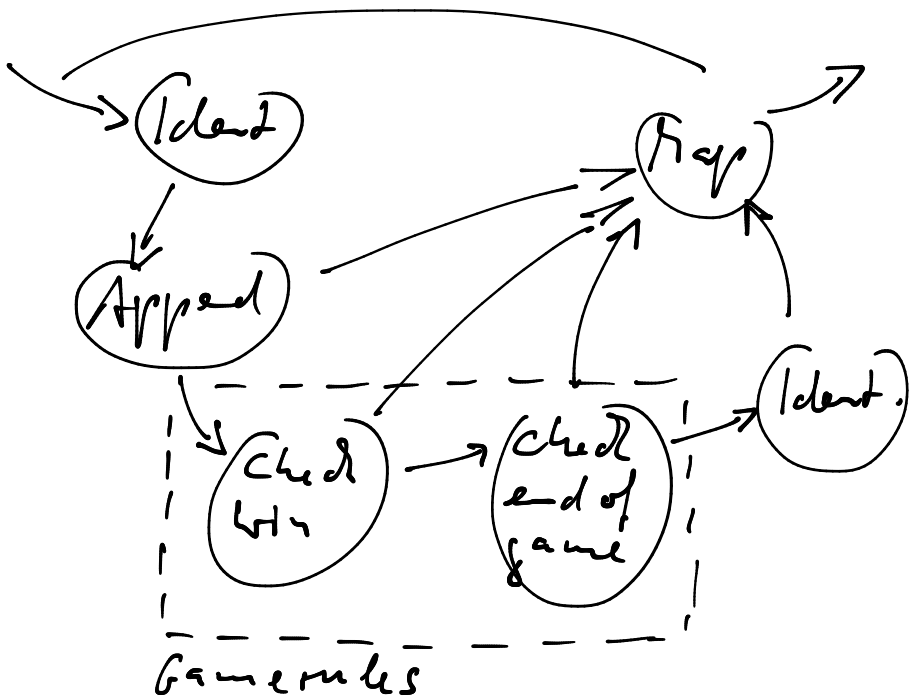 Ident
Map
Append
Ident.
Check
win
Check
end of
game
Gamerules